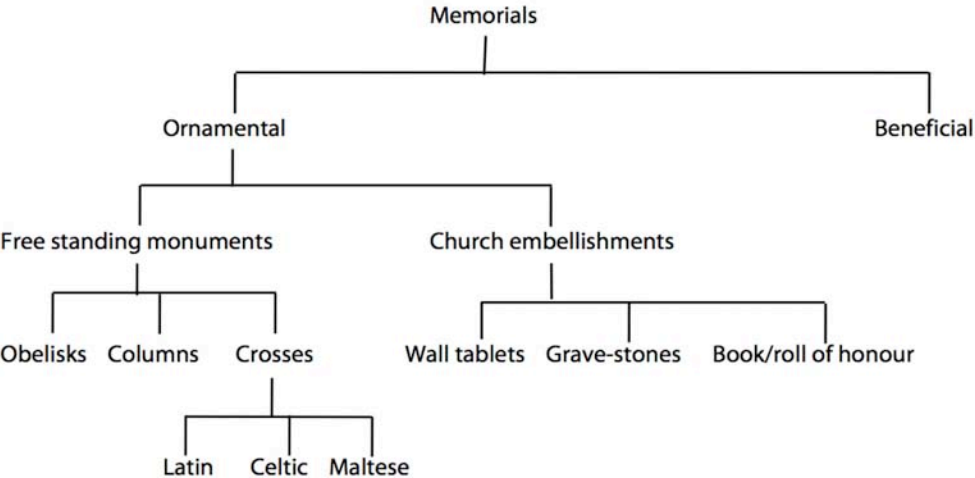 Memorials
Ornamental
Beneficial
Free standing monuments
Church embellishments
Obelisks
Columns
Crosses
Wall tablets
Grave-stones
Book/roll of honour
Latin
Celtic
Maltese